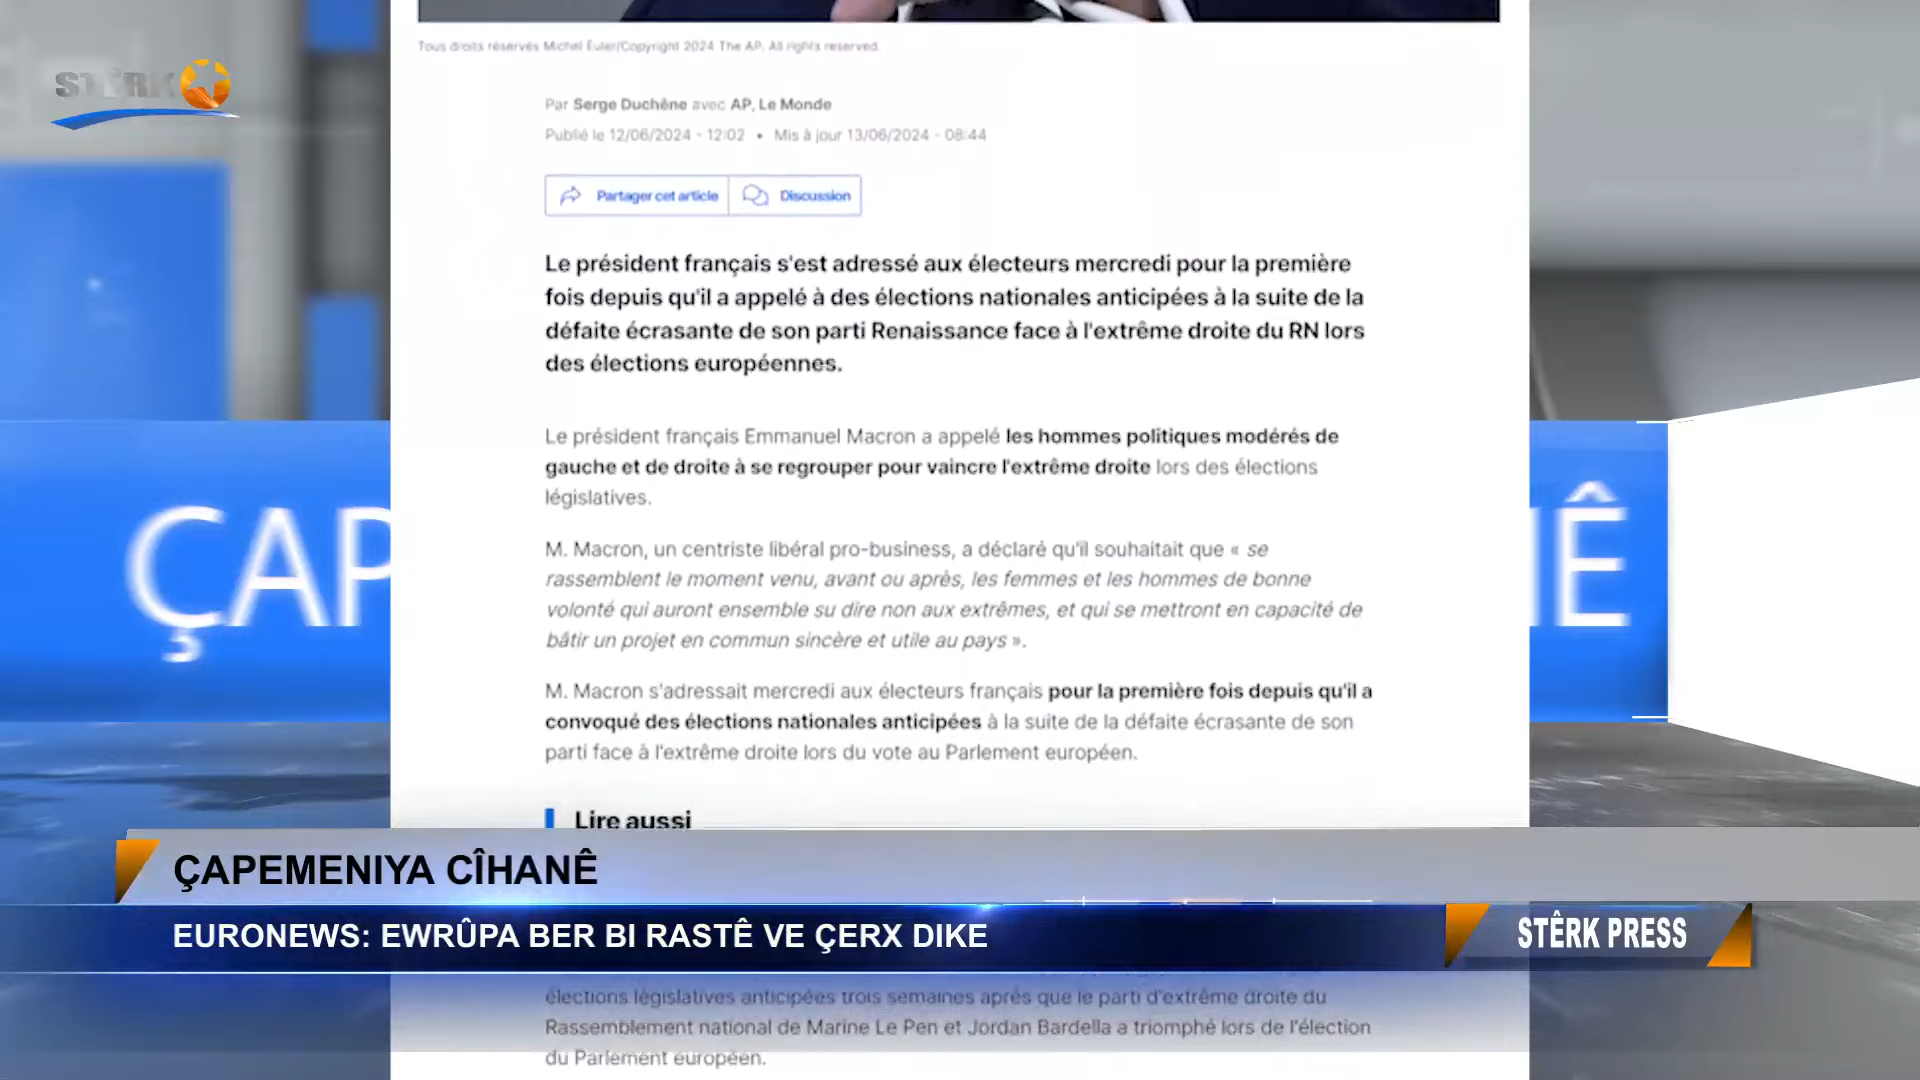 Tous droits réservés Michel Euler/Copyright 2024 The AP. All rights reserved.
STÊRK
Par Serge Duchêne avec AP, Le Monde
Publié le 12/06/2024 - 12:02 • Mis à jour 13/06/2024 - 08:44
Partager cet article
Discussion
Le président français s'est adressé aux électeurs mercredi pour la première
fois depuis qu'il a appelé à des élections nationales anticipées à la suite de la
défaite écrasante de son parti Renaissance face à l'extrême droite du RN lors
des élections européennes.
Le président français Emmanuel Macron a appelé les hommes politiques modérés de
gauche et de droite à se regrouper pour vaincre l'extrême droite lors des élections
législatives.
M. Macron, un centriste libéral pro-business, a déclaré qu'il souhaitait que « se
rassemblent le moment venu, avant ou après, les femmes et les hommes de bonne
volonté qui auront ensemble su dire non aux extrêmes, et qui se mettront en capacité de
bâtir un projet en commun sincère et utile au pays ».
M. Macron s'adressait mercredi aux électeurs français pour la première fois depuis qu'il a
convoqué des élections nationales anticipées à la suite de la défaite écrasante de son
parti face à l'extrême droite lors du vote au Parlement européen.
ÇAP
NÊ
Lire aussi
ÇAPEMENIYA CÎHANÊ
EURONEWS: EWRÛPA BER BI RASTÊ VE ÇERX DIKE
STÊRK PRESS
élections législatives anticipées trois semaines après que le parti d'extrême droite du
Rassemblement national de Marine Le Pen et Jordan Bardella a triomphé lors de l'élection
du Parlement européen.